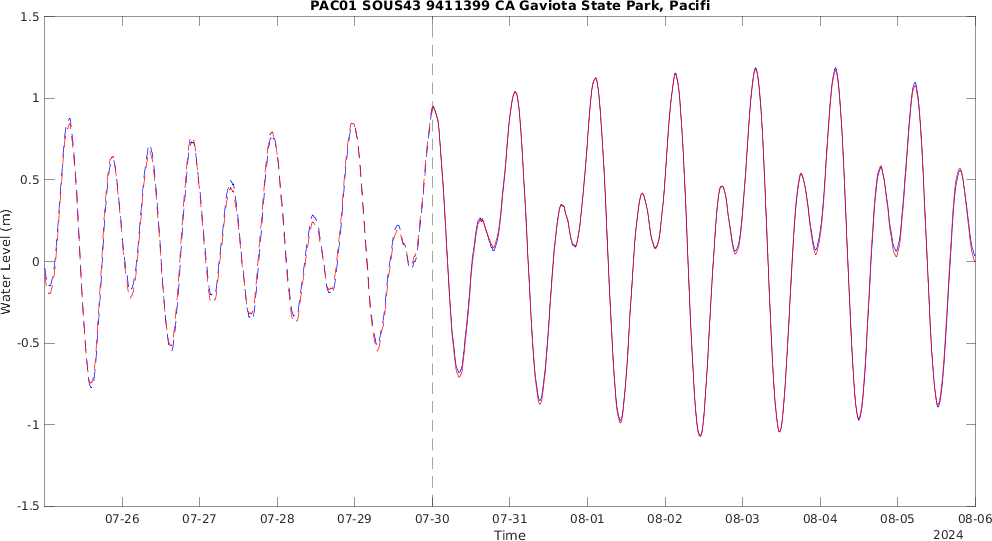 PAC01 SOUS43 9411399 CA Gaviota State Park, Pacifi
1.5
1
0.5
0
-0.5
-1
-1.5
Water Level (m)
07-26 07-27 07-28 07-29 07-30 07-31 08-01 08-02 08-03 08-04 08-05 08-06
Time
2024